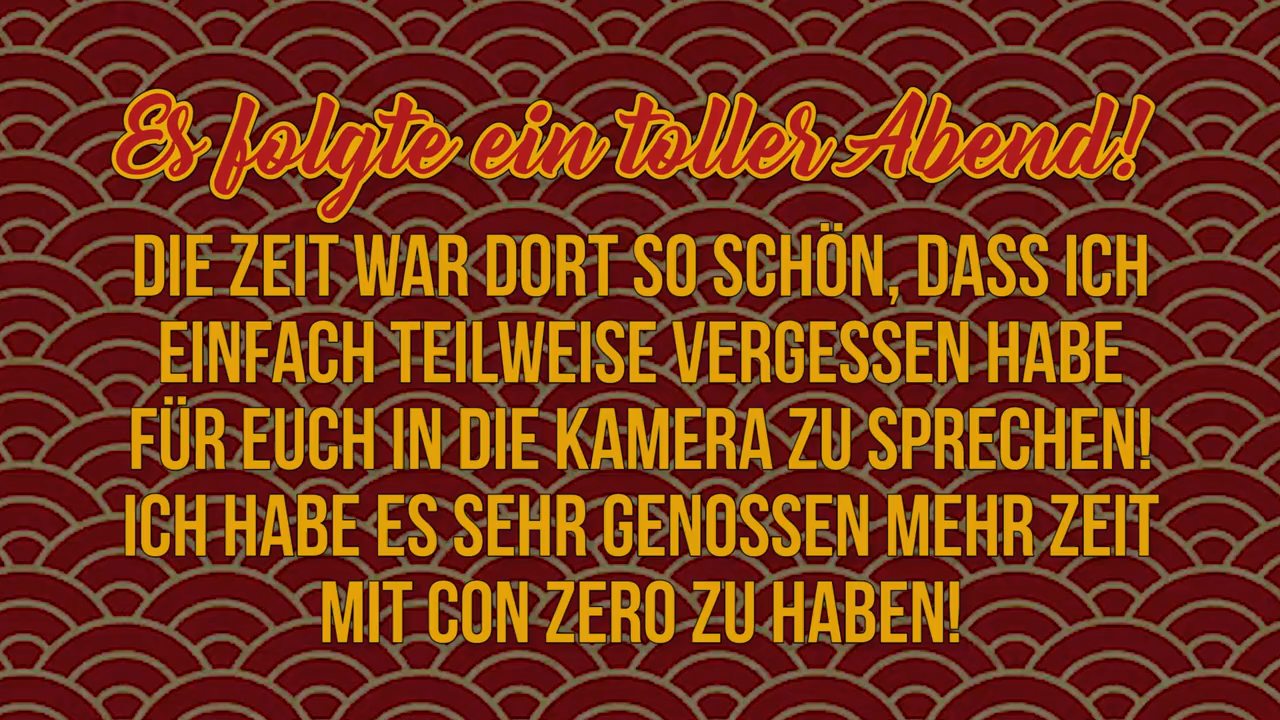 Es folgte ein toller Abend!
DIE ZEIT WAR DORT SO SCHÖN, DASS ICH
EINFACH TEILWEISE VERGESSEN HABE
FÜR EUCH IN DIE KAMERA ZU SPRECHEN!
ICH HABE ES SEHR GENOSSEN MEHR ZEIT
MIT CON ZERO ZU HABEN!